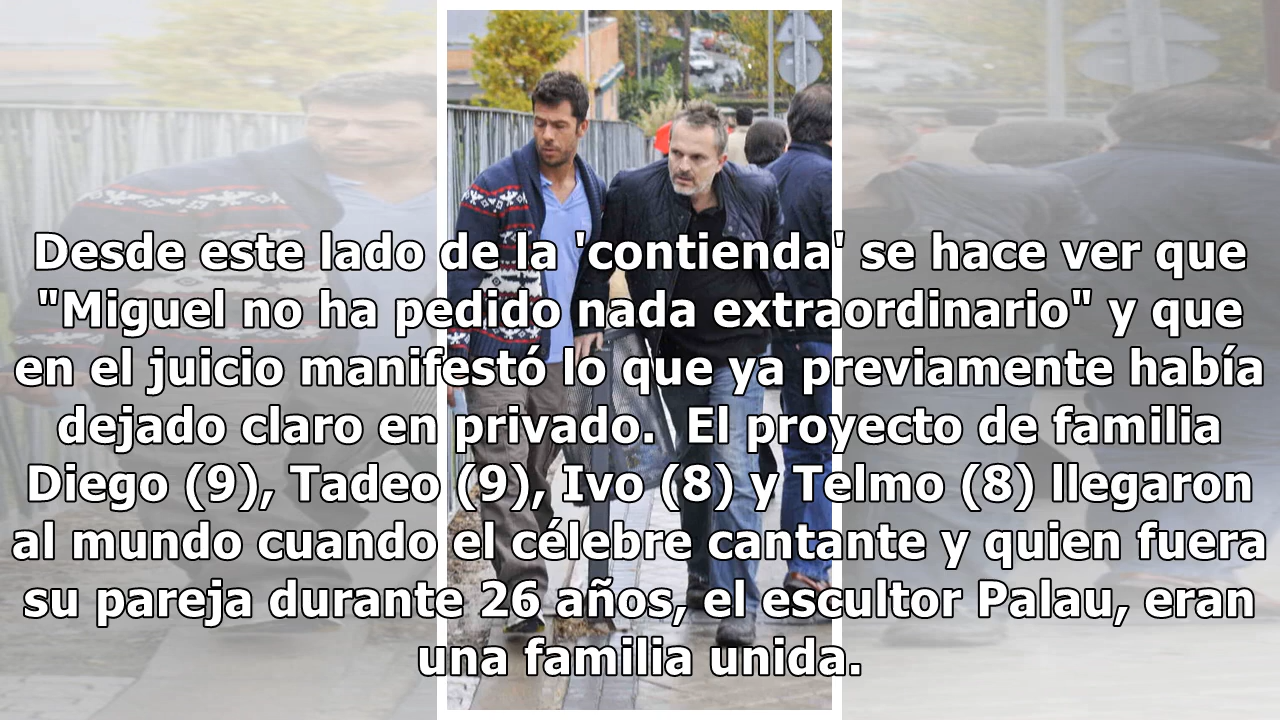 Desde este lado de la 'contienda' se hace ver que
"Miguel no ha pedido nada extraordinario" y que
en el juicio manifestó lo que ya previamente había
dejado claro en privado.  El proyecto de familia
Diego (9), Tadeo (9), Ivo (8) y Telmo (8) llegaron
al mundo cuando el célebre cantante y quien fuera
su pareja durante 26 años, el escultor Palau, eran
una familia unida.